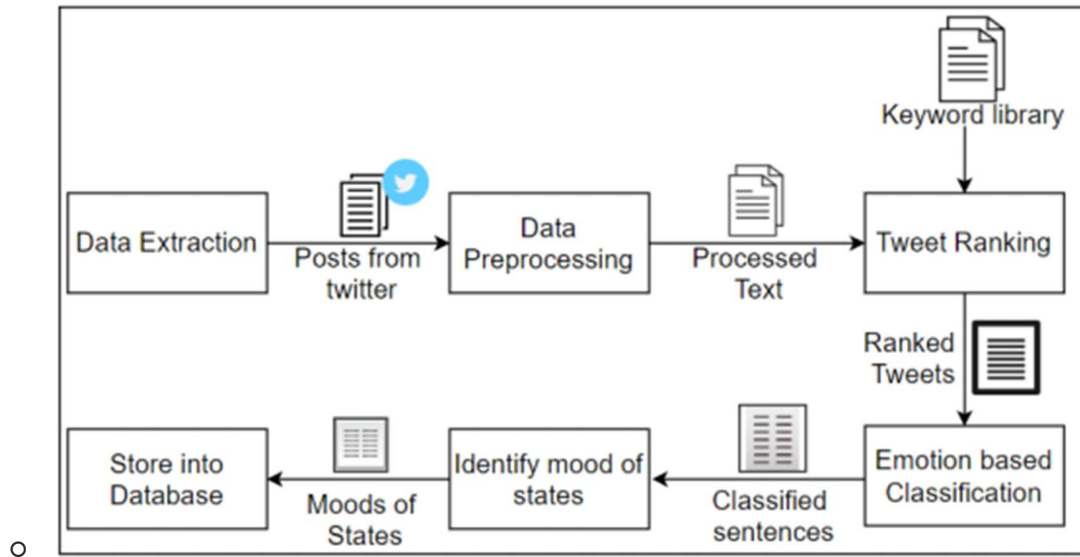 Keyword library
Data Extraction
Posts from
twitter
Data
Preprocessing
Processed
Text
Tweet Ranking
Ranked
Tweets
Emotion based
Classification
Classified
sentences
Identify mood of
states
Moods of
States
Store into
Database